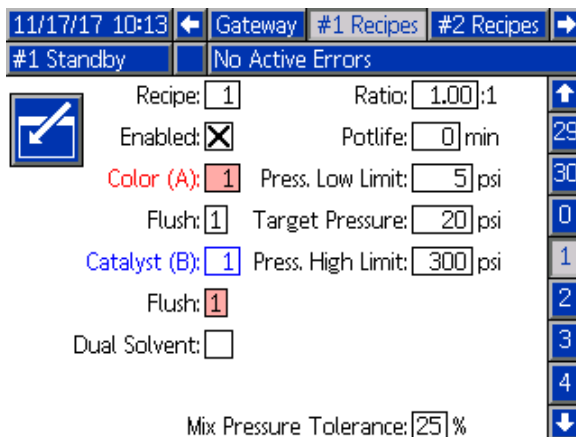 11/17/17 10:13 Gateway #1 Recipes #2 Recipes
#1 Standby No Active Errors
Recipe: 1 Ratio: 1.00:1
Enabled: X Potlife: 0 min
Color (A): 1 Press. Low Limit: 5 psi
Flush: 1 Target Pressure: 20 psi
Catalyst (B): 1 Press. High Limit: 300 psi
Flush: 1
Dual Solvent:
Mix Pressure Tolerance: 25 %
29
30
0
1
2
3
4